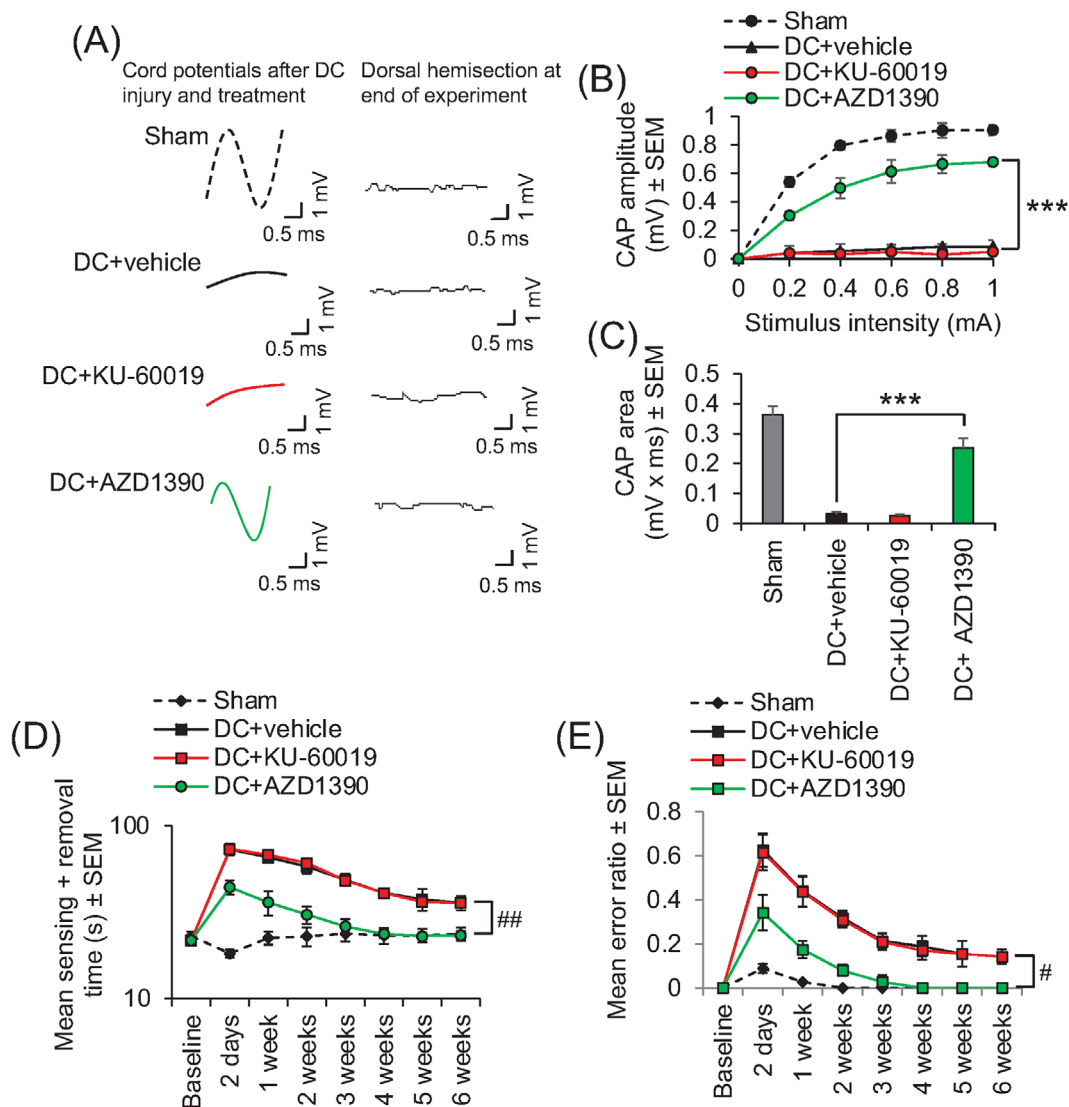 (A)
Cord potentials after DC
injury and treatment
Dorsal hemisection at
end of experiment
Sham
1 mV
0.5 ms
1 mV
0.5 ms
DC+vehicle
1 mV
0.5 ms
1 mV
0.5 ms
DC+KU-60019
1 mV
0.5 ms
1 mV
0.5 ms
DC+AZD1390
1 mV
0.5 ms
1 mV
0.5 ms
(B)
Sham
DC+vehicle
DC+KU-60019
DC+AZD1390
CAP amplitude
(mV) ± SEM
1
0.8
0.6
0.4
0.2
0
***
0 0.2 0.4 0.6 0.8 1
Stimulus intensity (mA)
(C)
CAP area
(mV x ms) ± SEM
0.5
0.4
0.3
0.2
0.1
0
***
Sham
DC+vehicle
DC+KU-60019
DC+ AZD1390
(D)
Sham
DC+vehicle
DC+KU-60019
DC+AZD1390
Mean sensing + removal
time (s) ± SEM
100
10
##
Baseline
2 days
1 week
2 weeks
3 weeks
4 weeks
5 weeks
6 weeks
(E)
Sham
DC+vehicle
DC+KU-60019
DC+AZD1390
Mean error ratio ± SEM
0.8
0.6
0.4
0.2
0
#
Baseline
2 days
1 week
2 weeks
3 weeks
4 weeks
5 weeks
6 weeks